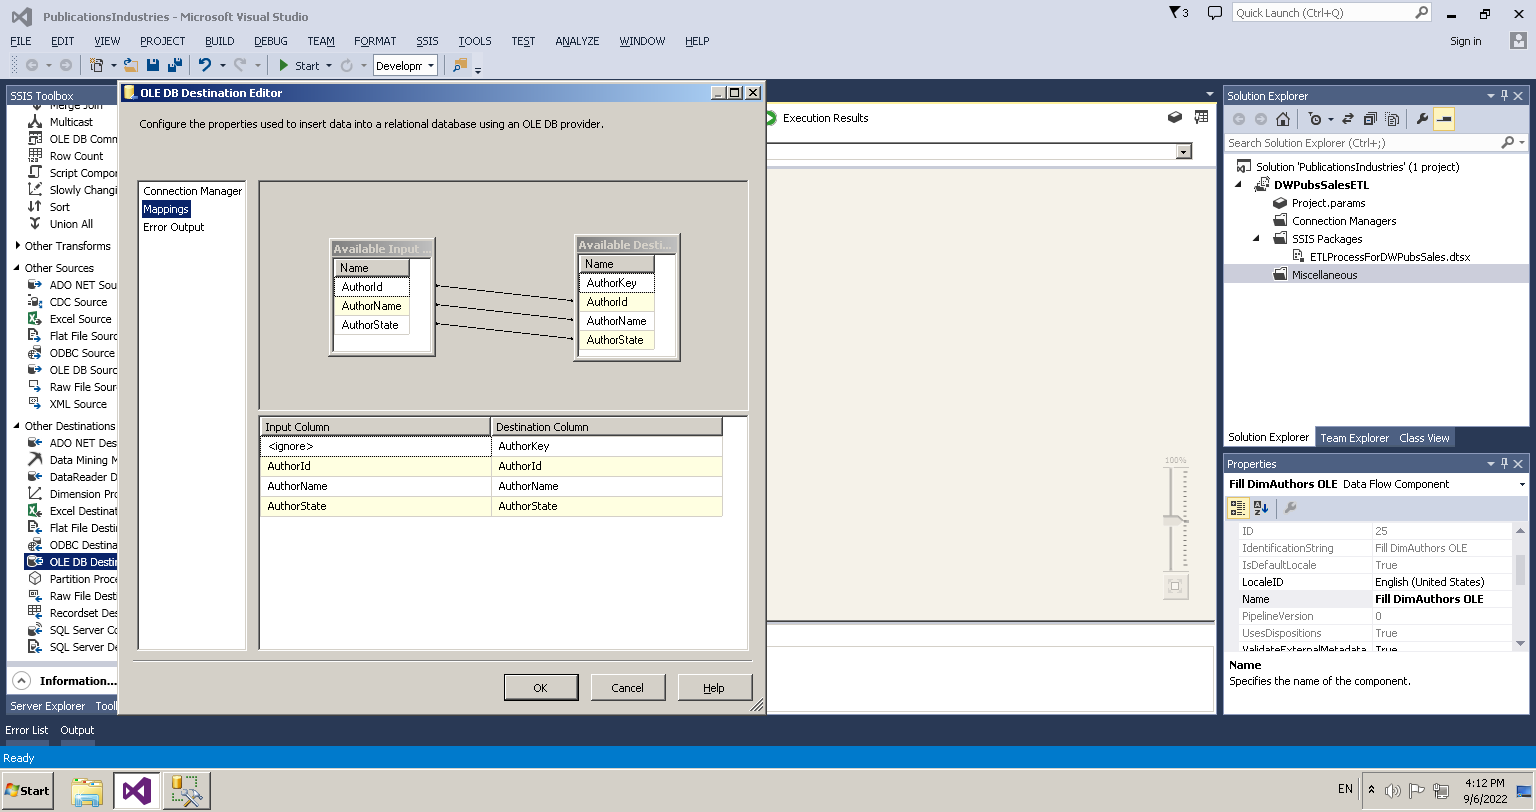 PublicationsIndustries - Microsoft Visual Studio
3
Quick Launch (Ctrl+Q)
FILE EDIT VIEW PROJECT BUILD DEBUG TEAM FORMAT SSIS TOOLS TEST ANALYZE WINDOW HELP
Sign in
Start
Developm
SSIS Toolbox
Merge Join
Multicast
OLE DB Comm
Row Count
Script Compor
Slowly Changi
Sort
Union All
Other Transforms
Other Sources
ADO NET Sou
CDC Source
Excel Source
Flat File Sourc
ODBC Source
OLE DB Sourc
Raw File Sour
XML Source
Other Destinations
ADO NET Des
Data Mining M
DataReader D
Dimension Pro
Excel Destinat
Flat File Destir
ODBC Destina
OLE DB Destir
Partition Proce
Raw File Desti
Recordset Des
SQL Server Co
SQL Server De
Information...
Server Explorer Tool
OLE DB Destination Editor
Configure the properties used to insert data into a relational database using an OLE DB provider.
Connection Manager
Mappings
Error Output
Available Input ...
Name
AuthorId
AuthorName
AuthorState
Available Desti...
Name
AuthorKey
AuthorId
AuthorName
AuthorState
Input Column Destination Column
<ignore> AuthorKey
AuthorId AuthorId
AuthorName AuthorName
AuthorState AuthorState
OK Cancel Help
Execution Results
100%
Solution Explorer
Search Solution Explorer (Ctrl+;)
Solution 'PublicationsIndustries' (1 project)
DWPubsSalesETL
Project.params
Connection Managers
SSIS Packages
ETLProcessForDWPubsSales.dtsx
Miscellaneous
Solution Explorer Team Explorer Class View
Properties
Fill DimAuthors OLE Data Flow Component
ID 25
IdentificationString Fill DimAuthors OLE
IsDefaultLocale True
LocaleID English (United States)
Name Fill DimAuthors OLE
PipelineVersion 0
UsesDispositions True
ValidateExternalMetadata True
Name
Specifies the name of the component.
Error List Output
Ready
Start
EN
4:12 PM
9/6/2022